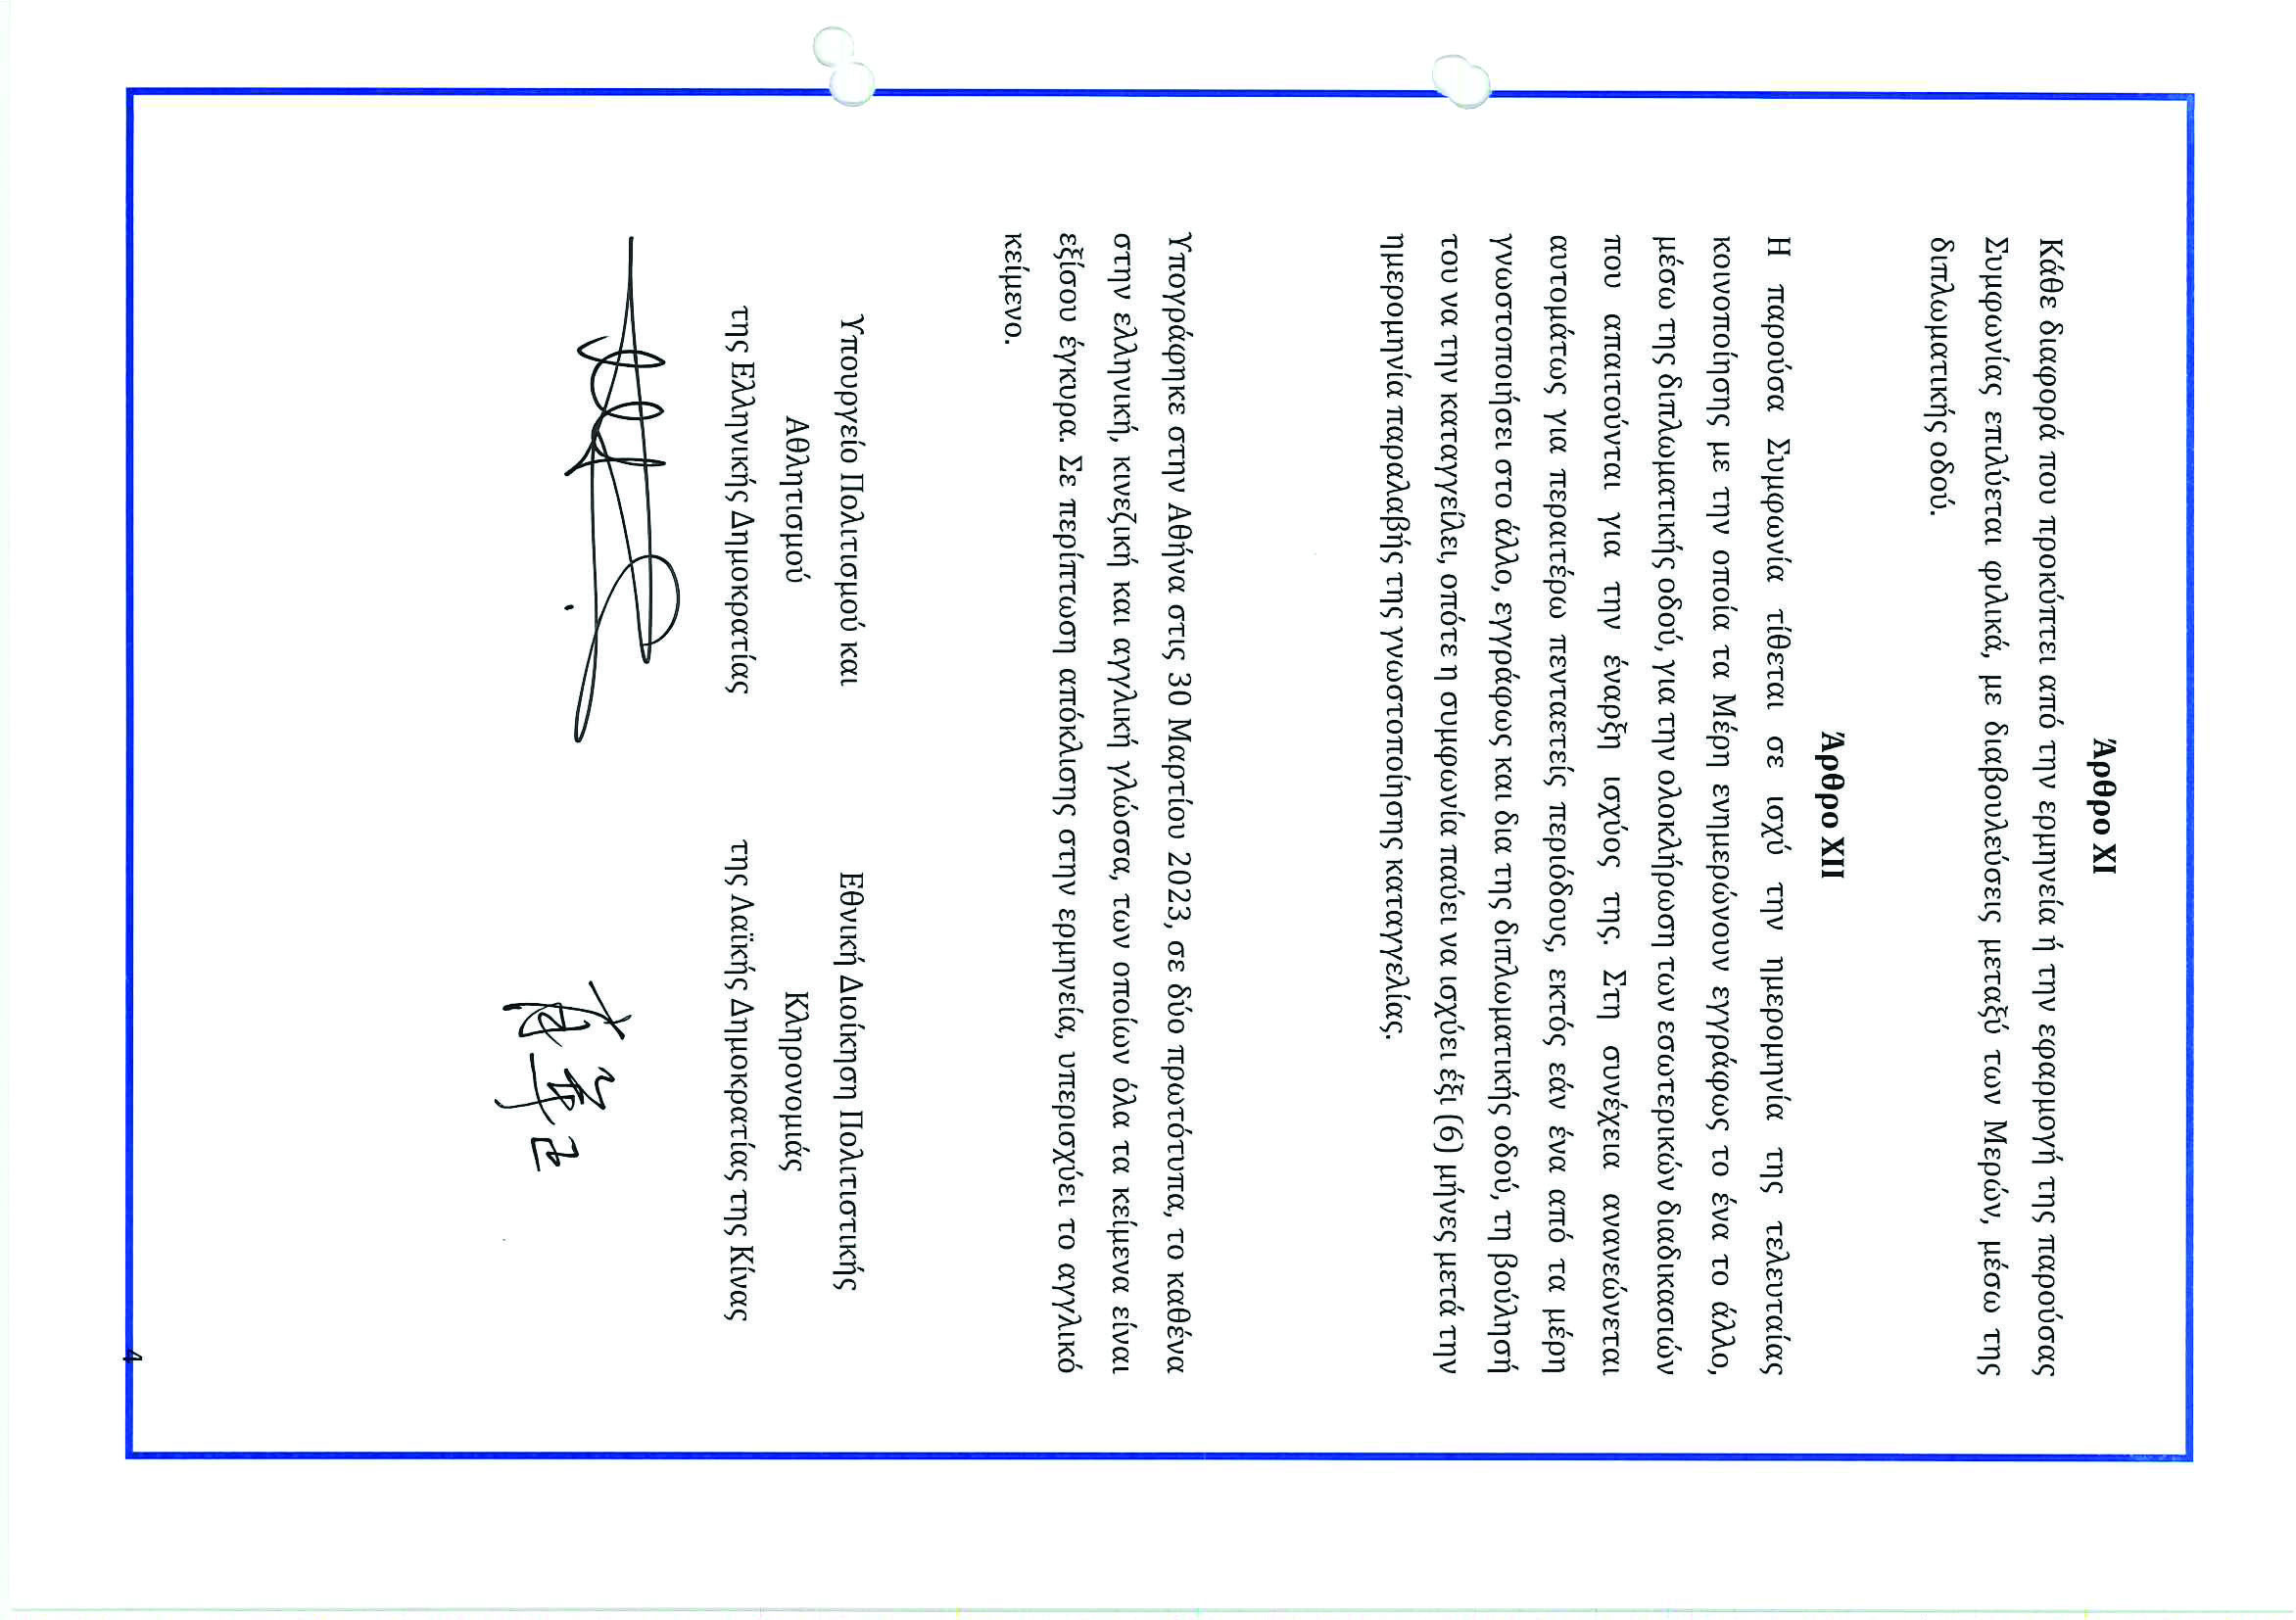 Άρθρο XI
Κάθε διαφορά που προκύπτει από την ερμηνεία ή την εφαρμογή της παρούσας
Συμφωνίας επιλύεται φιλικά, με διαβουλεύσεις μεταξύ των Μερών, μέσω της
διπλωματικής οδού.
Άρθρο XII
Η παρούσα Συμφωνία τίθεται σε ισχύ την ημερομηνία της τελευταίας
κοινοποίησης με την οποία τα Μέρη ενημερώνουν εγγράφως το ένα το άλλο,
μέσω της διπλωματικής οδού, για την ολοκλήρωση των εσωτερικών διαδικασιών
που απαιτούνται για την έναρξη ισχύος της. Στη συνέχεια ανανεώνεται
αυτομάτως για περαιτέρω πενταετείς περιόδους, εκτός εάν ένα από τα μέρη
γνωστοποιήσει στο άλλο, εγγράφως και δια της διπλωματικής οδού, τη βούλησή
του να την καταγγείλει, οπότε η συμφωνία παύει να ισχύει έξι (6) μήνες μετά την
ημερομηνία παραλαβής της γνωστοποίησης καταγγελίας.
Υπογράφηκε στην Αθήνα στις 30 Μαρτίου 2023, σε δύο πρωτότυπα, το καθένα
στην ελληνική, κινεζική και αγγλική γλώσσα, των οποίων όλα τα κείμενα είναι
εξίσου έγκυρα. Σε περίπτωση απόκλισης στην ερμηνεία, υπερισχύει το αγγλικό
κείμενο.
Υπουργείο Πολιτισμού και
Αθλητισμού
της Ελληνικής Δημοκρατίας
Εθνική Διοίκηση Πολιτιστικής
Κληρονομιάς
της Λαϊκής Δημοκρατίας της Κίνας
4